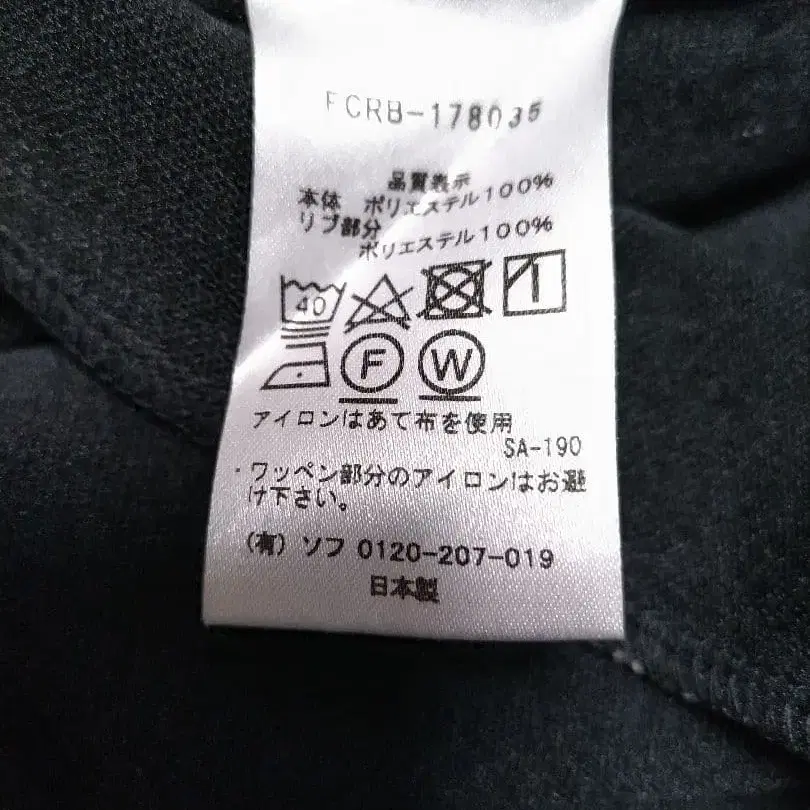 FCRB-178035
品質表示
本体 ポリエステル100%
リブ部分
ポリエステル100%
40
F W
アイロンはあて布を使用
SA-190
・ワッペン部分のアイロンはお避
け下さい。
(有) ソフ 0120-207-019
日本製